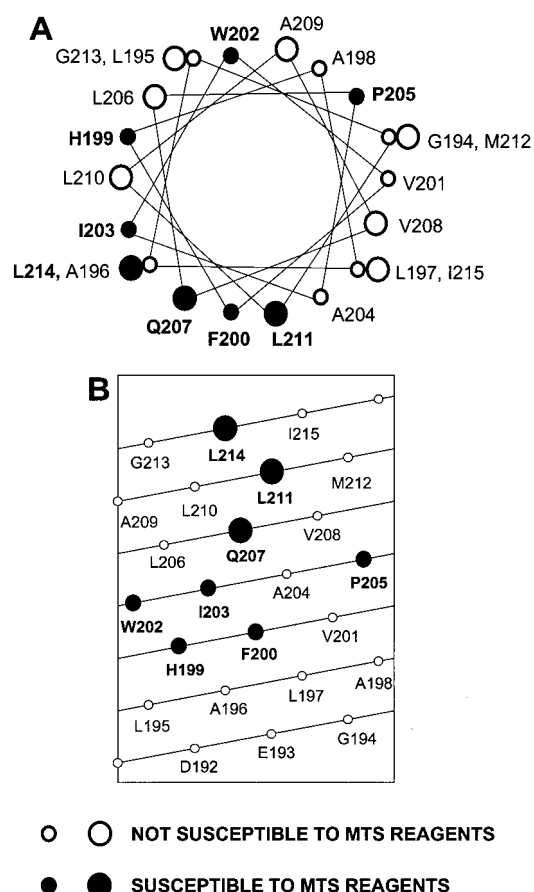 A
W202
A209
G213, L195
A198
L206
P205
H199
G194, M212
L210
V201
I203
V208
L214, A196
L197, I215
Q207
F200
L211
A204
B
G213
L214
I215
A209
L210
L211
M212
L206
Q207
V208
W202
I203
A204
P205
H199
F200
V201
L195
A196
L197
A198
D192
E193
G194
NOT SUSCEPTIBLE TO MTS REAGENTS
SUSCEPTIBLE TO MTS REAGENTS